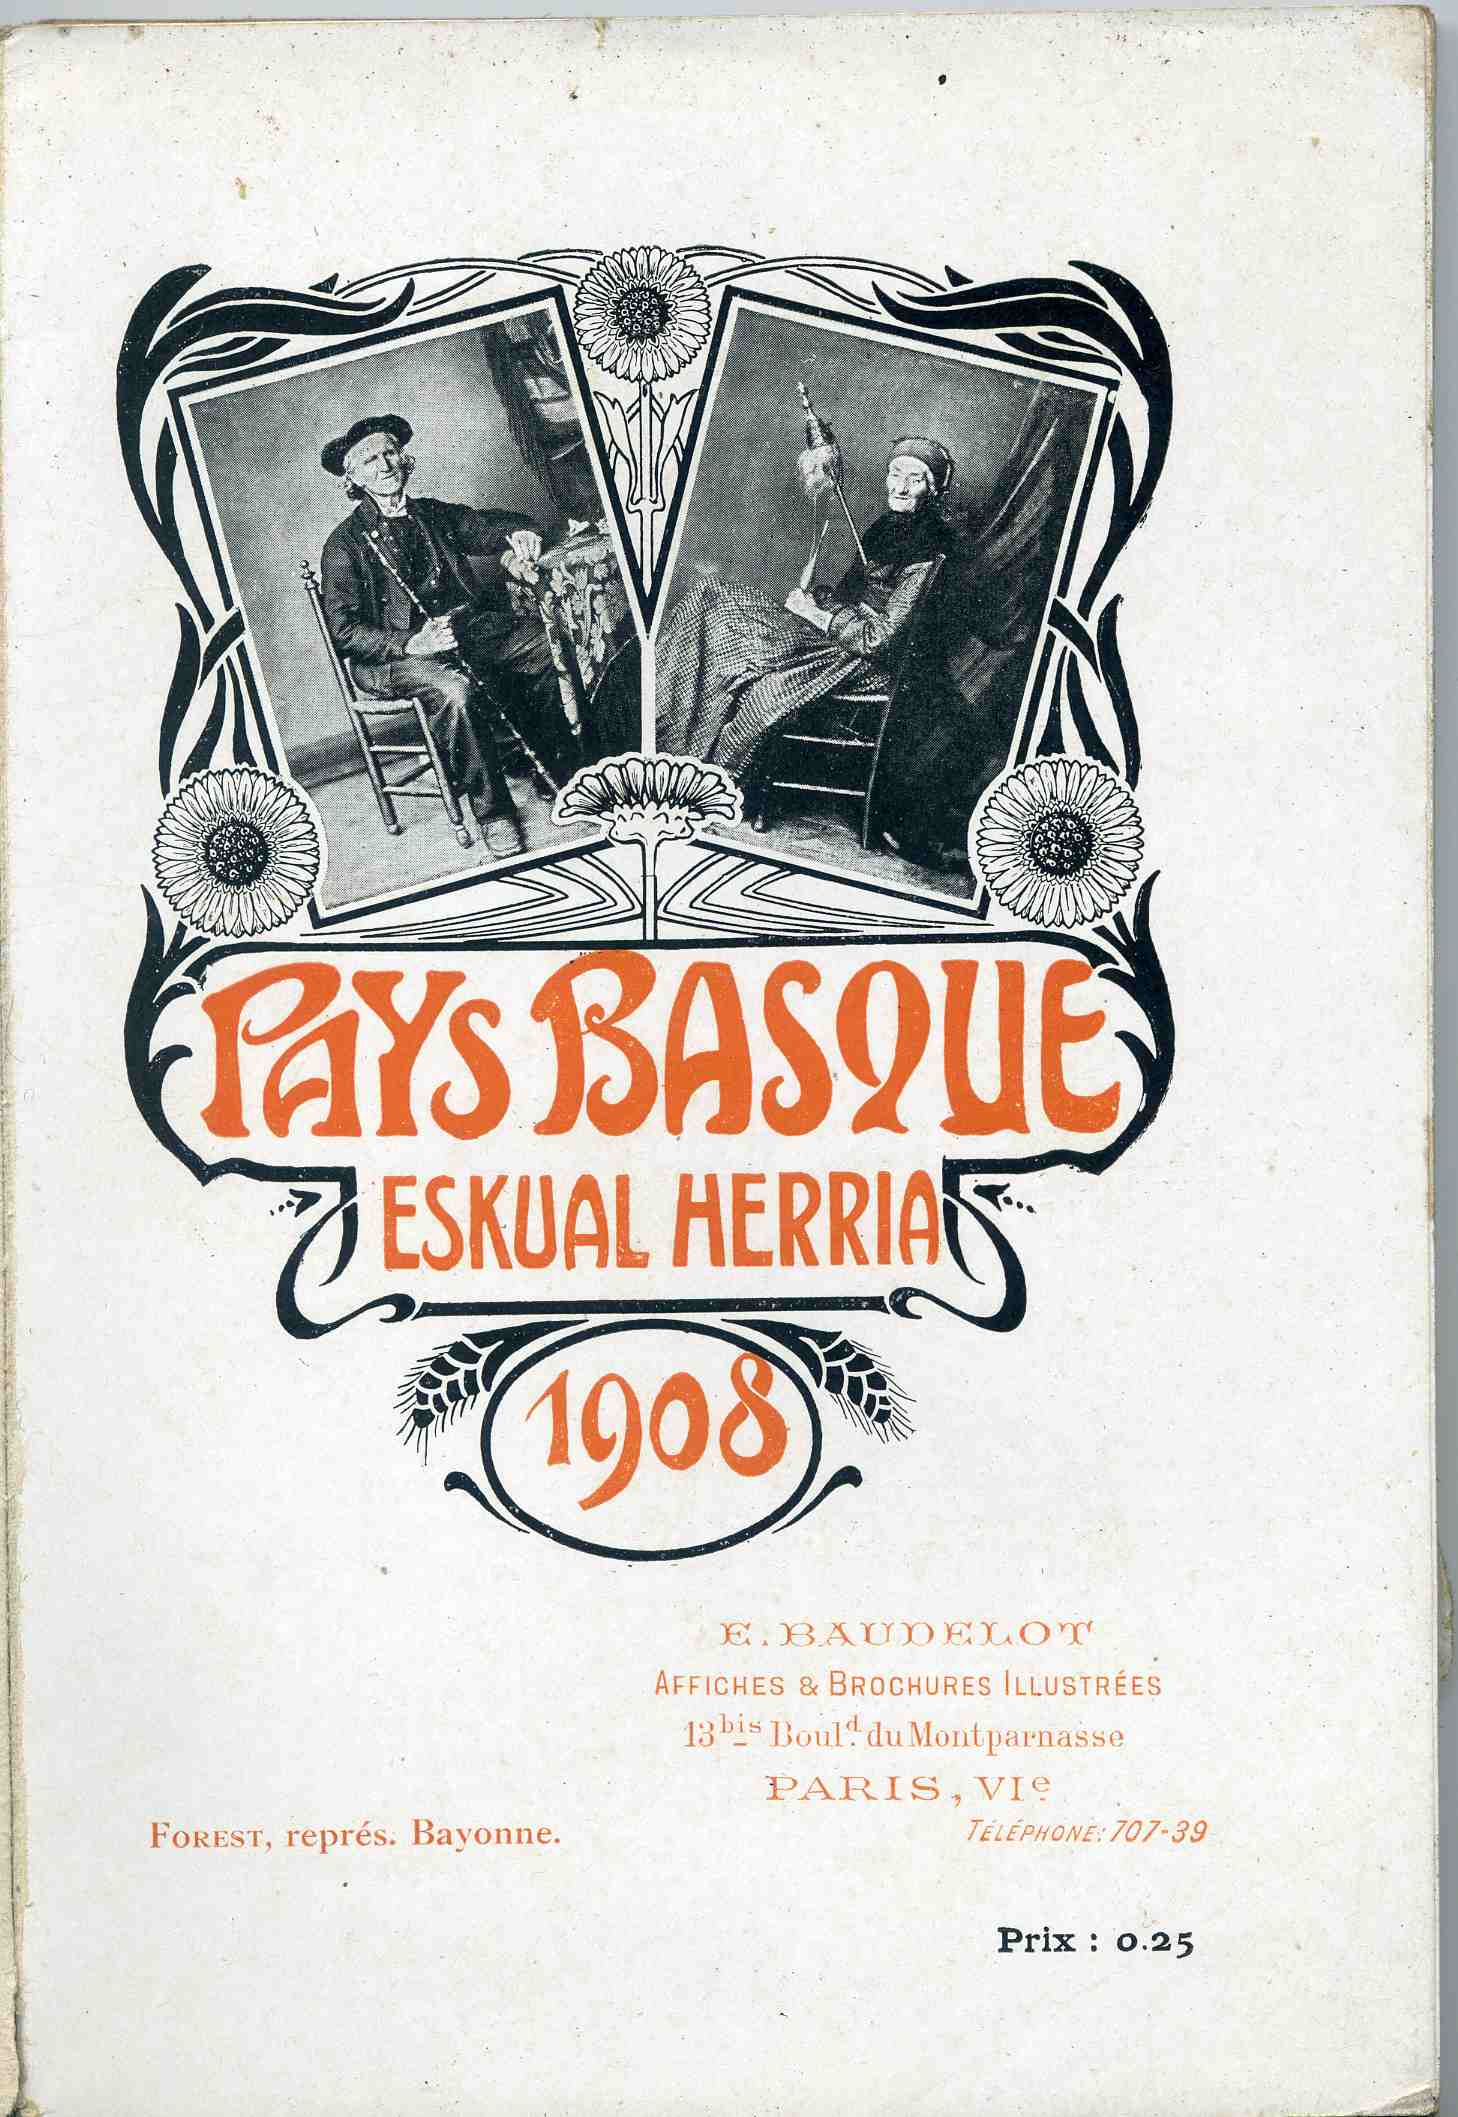 PAYS BASQUE
ESKUAL HERRIA
1908
E. BAUDELOT
AFFICHES & BROCHURES ILLUSTRÉES
13bis Bould. du Montparnasse
PARIS, VIe
TÉLÉPHONE: 707-39
FOREST, représ. Bayonne.
Prix : 0.25